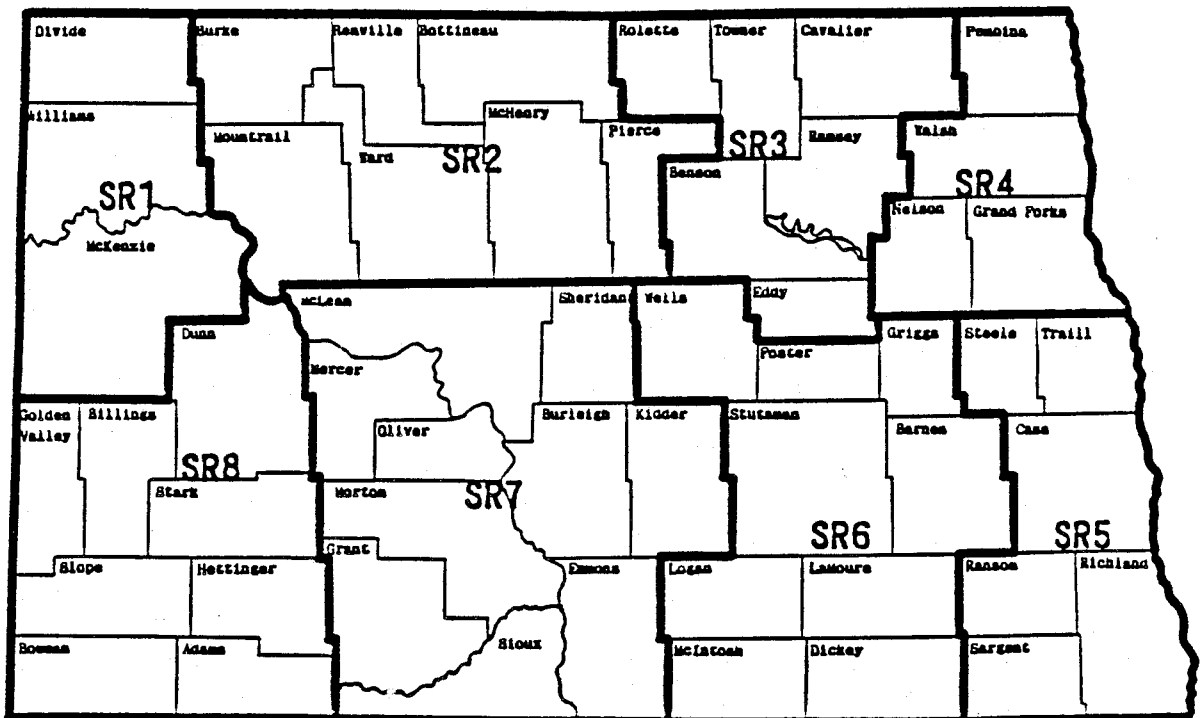 Divide
Burke
Renville
Bottineau
Rolette
Towner
Cavalier
Pembina
Williams
Mountrail
Ward
McHenry
Pierce
Ramsey
Walsh
SR2
SR3
Benson
SR1
SR4
McKenzie
Nelson
Grand Forks
McLean
Sheridan
Wells
Eddy
Dunn
Foster
Griggs
Steele
Traill
Mercer
Golden
Valley
Billings
Oliver
Burleigh
Kidder
Stutsman
Barnes
Cass
SR8
Stark
Morton
SR7
SR6
SR5
Grant
Slope
Hettinger
Emmons
Logan
LaMoure
Ransom
Richland
Bowman
Adams
Sioux
McIntosh
Dickey
Sargent